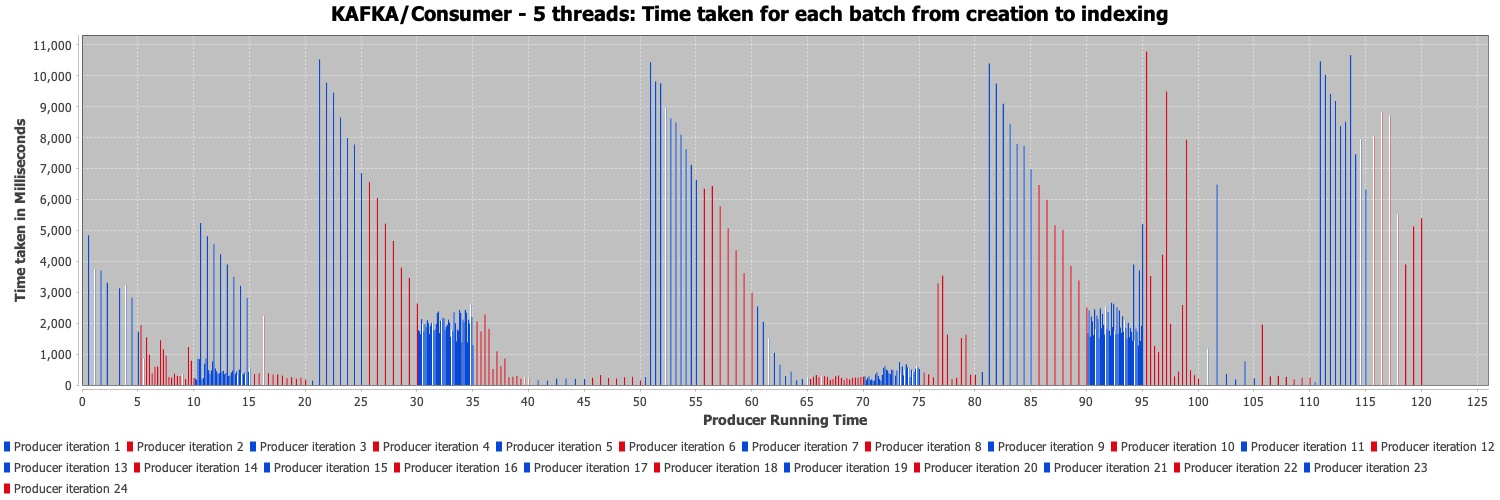 KAFKA/Consumer - 5 threads: Time taken for each batch from creation to indexing
Time taken in Milliseconds
11,000
10,000
9,000
8,000
7,000
6,000
5,000
4,000
3,000
2,000
1,000
0
0 5 10 15 20 25 30 35 40 45 50 55 60 65 70 75 80 85 90 95 100 105 110 115 120 125
Producer Running Time
Producer iteration 1 Producer iteration 2 Producer iteration 3 Producer iteration 4 Producer iteration 5 Producer iteration 6 Producer iteration 7 Producer iteration 8 Producer iteration 9 Producer iteration 10 Producer iteration 11 Producer iteration 12
Producer iteration 13 Producer iteration 14 Producer iteration 15 Producer iteration 16 Producer iteration 17 Producer iteration 18 Producer iteration 19 Producer iteration 20 Producer iteration 21 Producer iteration 22 Producer iteration 23
Producer iteration 24